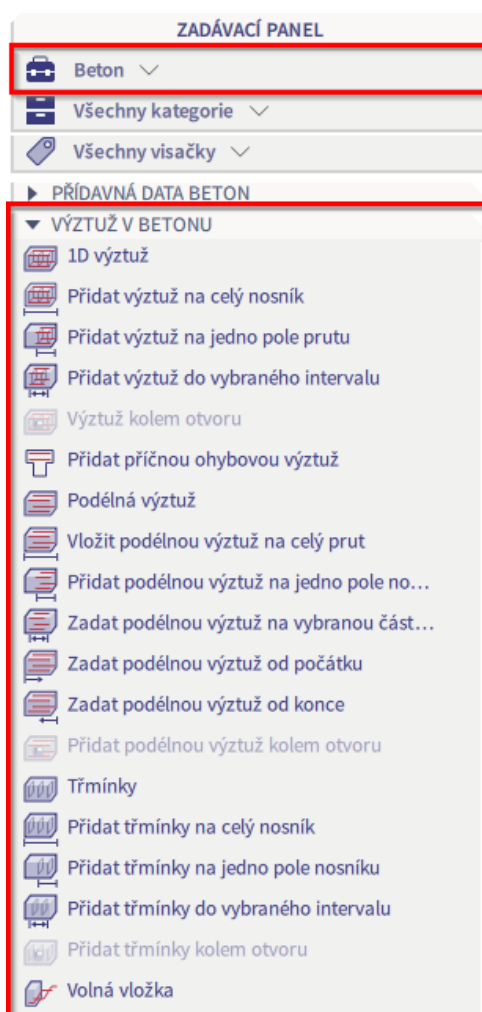 ZADÁVACÍ PANEL
Beton
Všechny kategorie
Všechny visačky
PŘÍDAVNÁ DATA BETON
VÝZTUŽ V BETONU
1D výztuž
Přidat výztuž na celý nosník
Přidat výztuž na jedno pole prutu
Přidat výztuž do vybraného intervalu
Výztuž kolem otvoru
Přidat příčnou ohybovou výztuž
Podélná výztuž
Vložit podélnou výztuž na celý prut
Přidat podélnou výztuž na jedno pole no...
Zadat podélnou výztuž na vybranou část...
Zadat podélnou výztuž od počátku
Zadat podélnou výztuž od konce
Přidat podélnou výztuž kolem otvoru
Třmínky
Přidat třmínky na celý nosník
Přidat třmínky na jedno pole nosníku
Přidat třmínky do vybraného intervalu
Přidat třmínky kolem otvoru
Volná vložka